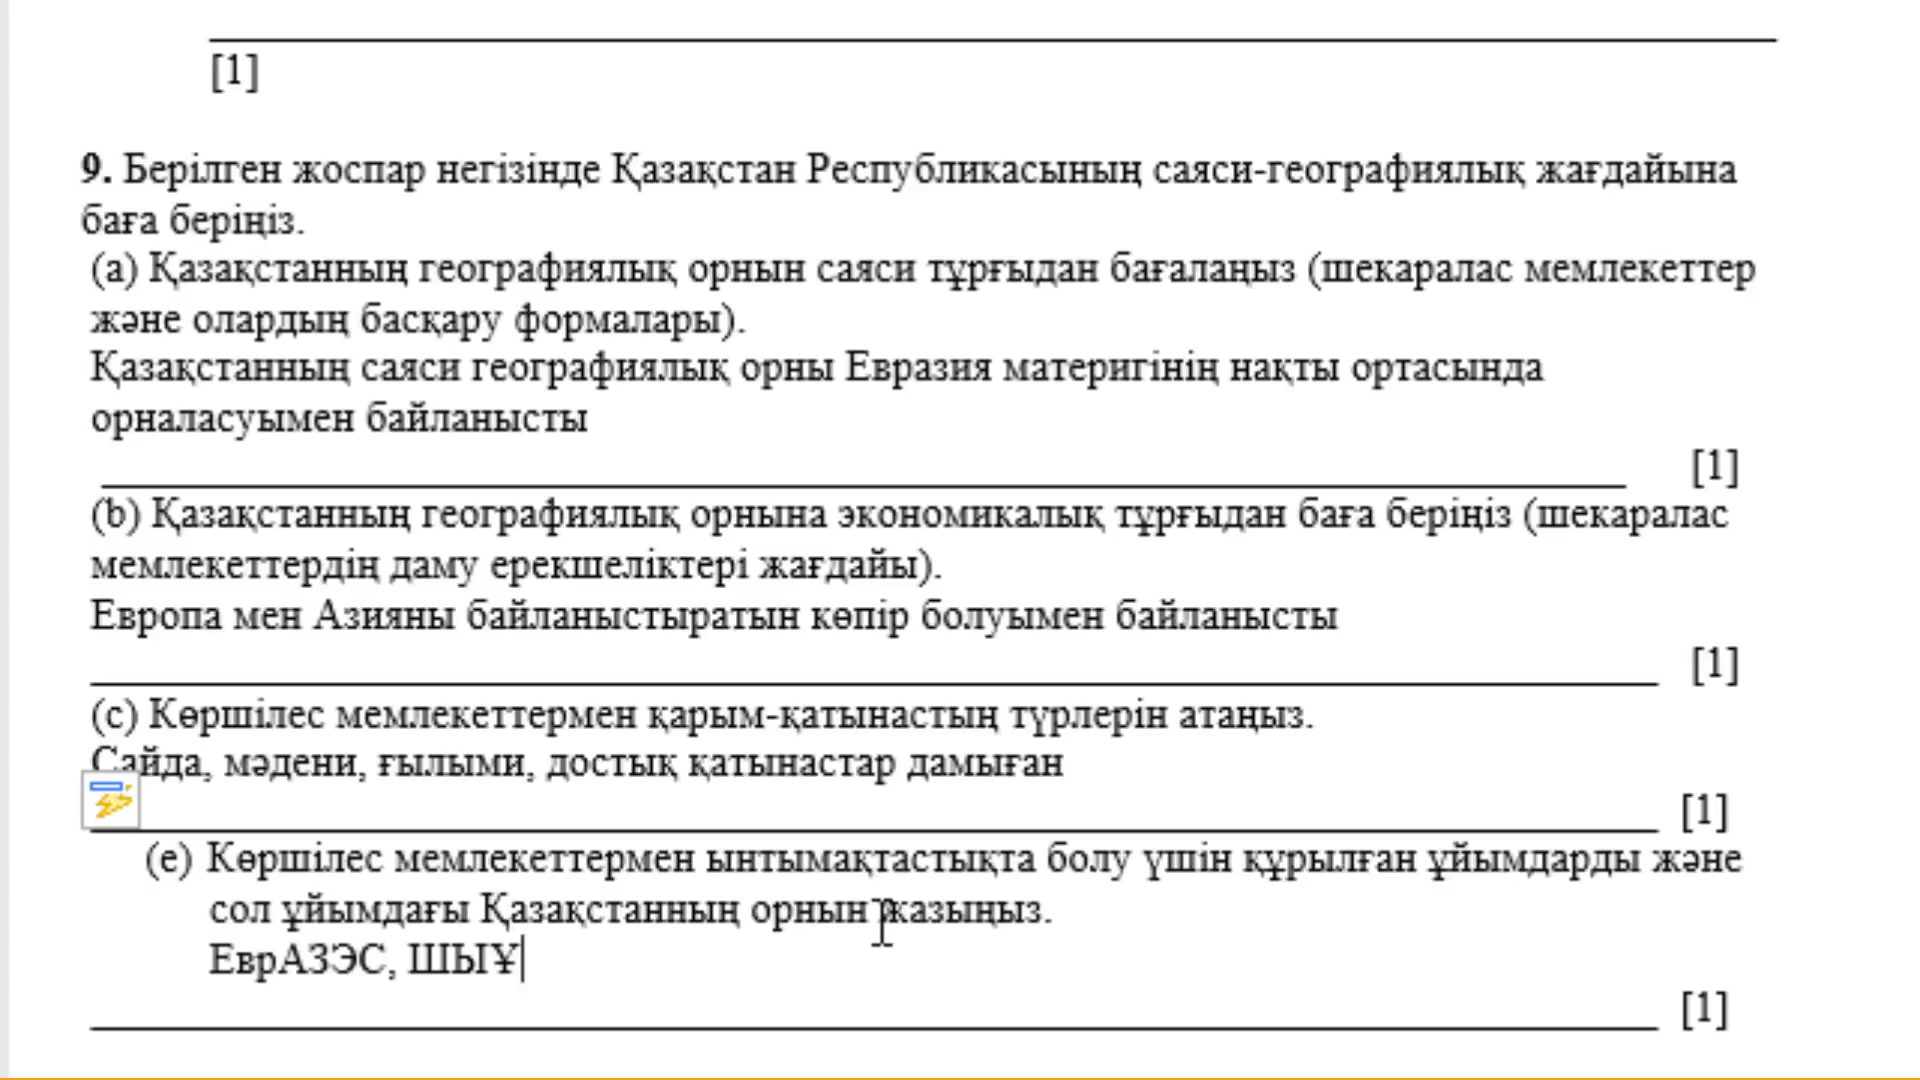 [1]
9. Берілген жоспар негізінде Қазақстан Республикасының саяси-географиялық жағдайына
баға беріңіз.
(a) Қазақстанның географиялық орнын саяси тұрғыдан бағалаңыз (шекаралас мемлекеттер
және олардың басқару формалары).
Қазақстанның саяси географиялық орны Евразия материгінің нақты ортасында
орналасуымен байланысты
[1]
(b) Қазақстанның географиялық орнына экономикалық тұрғыдан баға беріңіз (шекаралас
мемлекеттердің даму ерекшеліктері жағдайы).
Европа мен Азияны байланыстыратын көпір болуымен байланысты
[1]
(c) Көршілес мемлекеттермен қарым-қатынастың түрлерін атаңыз.
Сайда, мәдени, ғылыми, достық қатынастар дамыған
[1]
(e) Көршілес мемлекеттермен ынтымақтастықта болу үшін құрылған ұйымдарды және
сол ұйымдағы Қазақстанның орнын жазыңыз.
ЕврАЗЭС, ШЫҰ
[1]